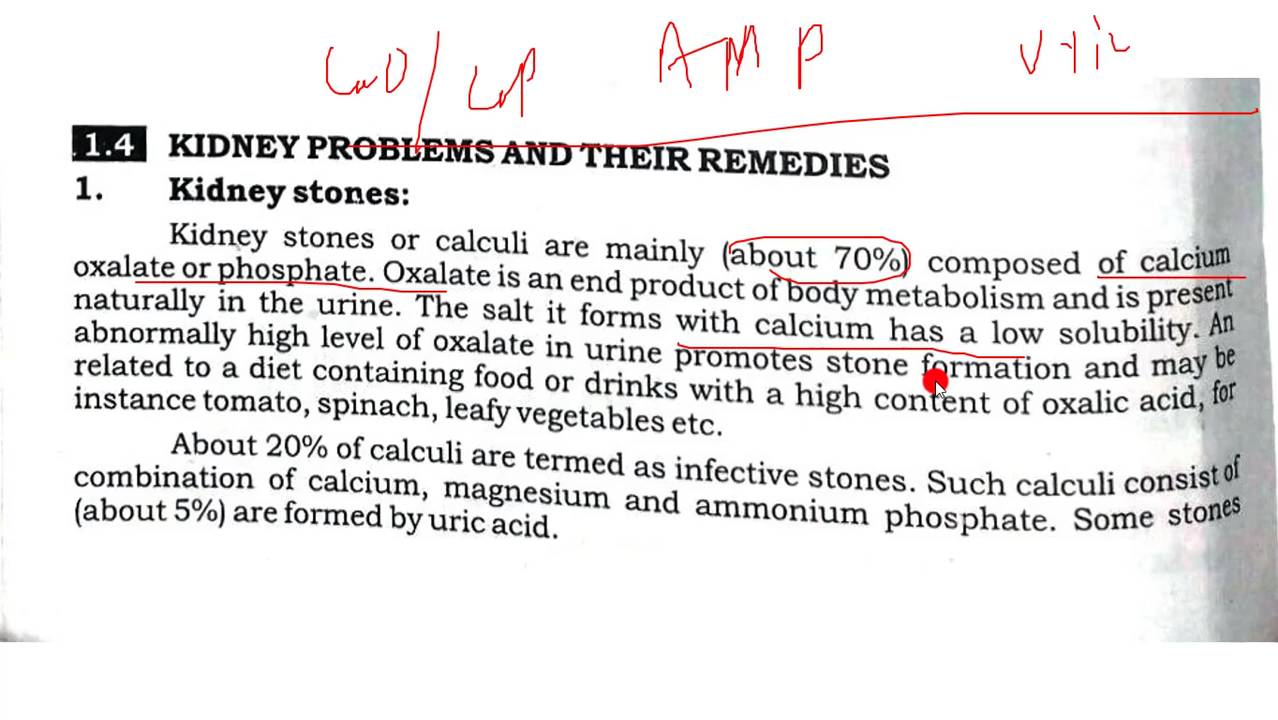 CaO / CaP AMP
1.4 KIDNEY PROBLEMS AND THEIR REMEDIES
1. Kidney stones:
Kidney stones or calculi are mainly (about 70%) composed of calcium
oxalate or phosphate. Oxalate is an end product of body metabolism and is present
naturally in the urine. The salt it forms with calcium has a low solubility. An
abnormally high level of oxalate in urine promotes stone formation and may be
related to a diet containing food or drinks with a high content of oxalic acid, for
instance tomato, spinach, leafy vegetables etc.
About 20% of calculi are termed as infective stones. Such calculi consist of
combination of calcium, magnesium and ammonium phosphate. Some stones
(about 5%) are formed by uric acid.